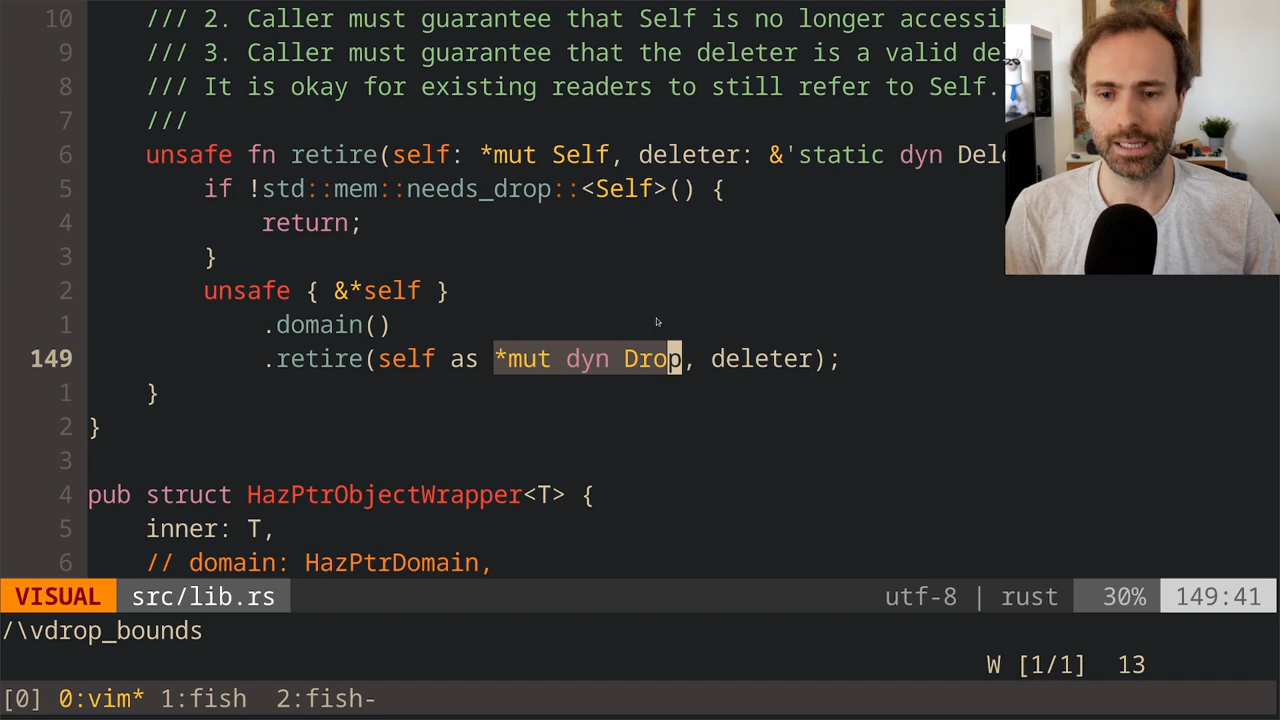 10 /// 2. Caller must guarantee that Self is no longer
9 /// 3. Caller must guarantee that the deleter is a valid
8 /// It is okay for existing readers to still refer to Self.
7 ///
6 unsafe fn retire(self: *mut Self, deleter: &'static dyn
5 if !std::mem::needs_drop::<Self>() {
4 return;
3 }
2 unsafe { &*self }
1 .domain()
149 .retire(self as *mut dyn Drop, deleter);
1 }
2 }
3
4 pub struct HazPtrObjectWrapper<T> {
5 inner: T,
6 // domain: HazPtrDomain,
VISUAL src/lib.rs utf-8 | rust 30% 149:41
/\vdrop_bounds
W [1/1] 13
[0] 0:vim* 1:fish 2:fish-